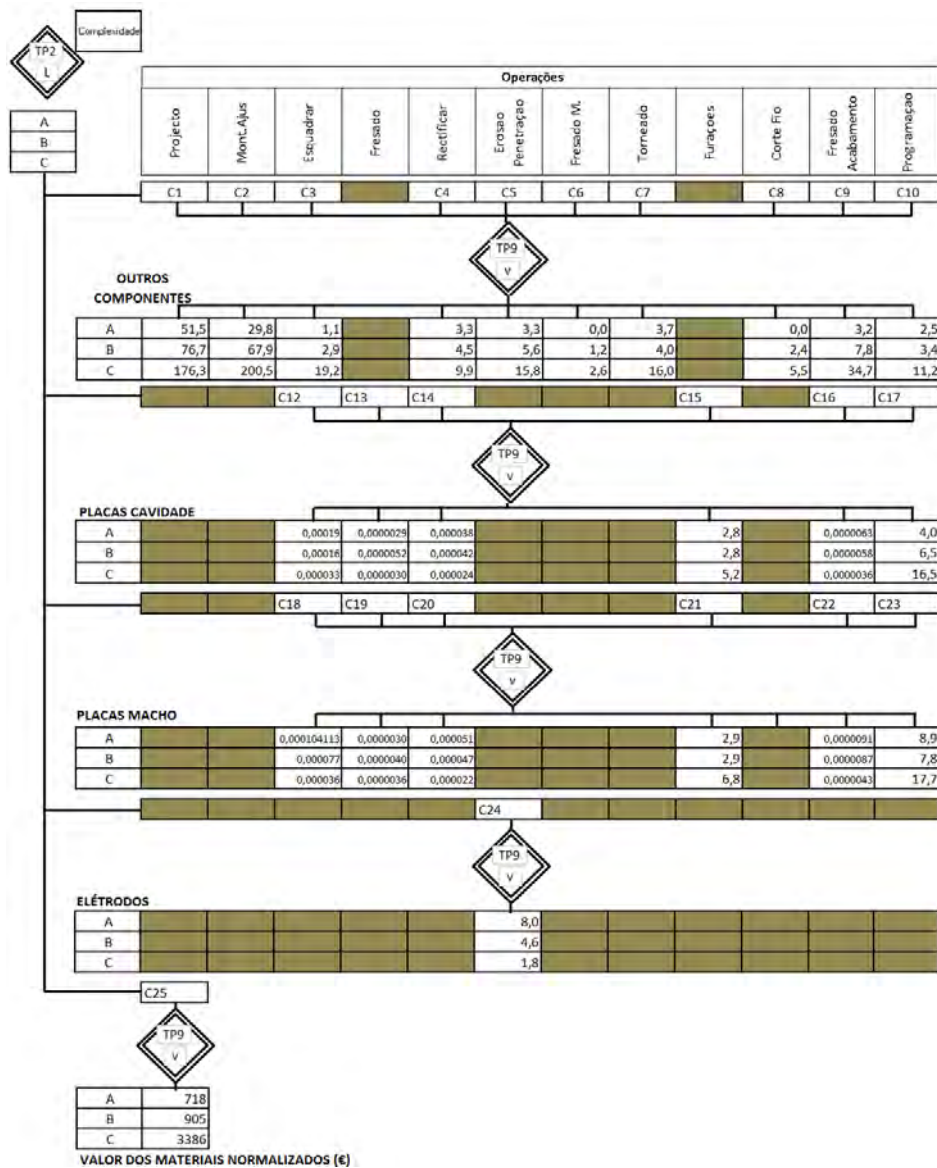 Complexidade
TP2
L
A
B
C
Operações
Projecto
Mont. Ajus
Esquadrar
Fresado
Rectificar
Erosao Penetraçao
Fresado M.
Torneado
Furações
Corte Fio
Fresado Acabamento
Programaçao
C1 C2 C3 C4 C5 C6 C7 C8 C9 C10
TP9
v
OUTROS
COMPONENTES
A 51,5 29,8 1,1 3,3 3,3 0,0 3,7 0,0 3,2 2,5
B 76,7 67,9 2,9 4,5 5,6 1,2 4,0 2,4 7,8 3,4
C 176,3 200,5 19,2 9,9 15,8 2,6 16,0 5,5 34,7 11,2
C12 C13 C14 C15 C16 C17
TP9
v
PLACAS CAVIDADE
A 0,00019 0,0000029 0,000038 2,8 0,0000063 4,0
B 0,00016 0,0000052 0,000042 2,8 0,0000058 6,5
C 0,000033 0,0000030 0,000024 5,2 0,0000036 16,5
C18 C19 C20 C21 C22 C23
TP9
v
PLACAS MACHO
A 0,000104113 0,0000030 0,000051 2,9 0,0000091 8,9
B 0,000077 0,0000040 0,000047 2,9 0,0000087 7,8
C 0,000036 0,0000036 0,000022 6,8 0,0000043 17,7
C24
TP9
v
ELÉTRODOS
A 8,0
B 4,6
C 1,8
C25
TP9
v
A 718
B 905
C 3386
VALOR DOS MATERIAIS NORMALIZADOS (€)